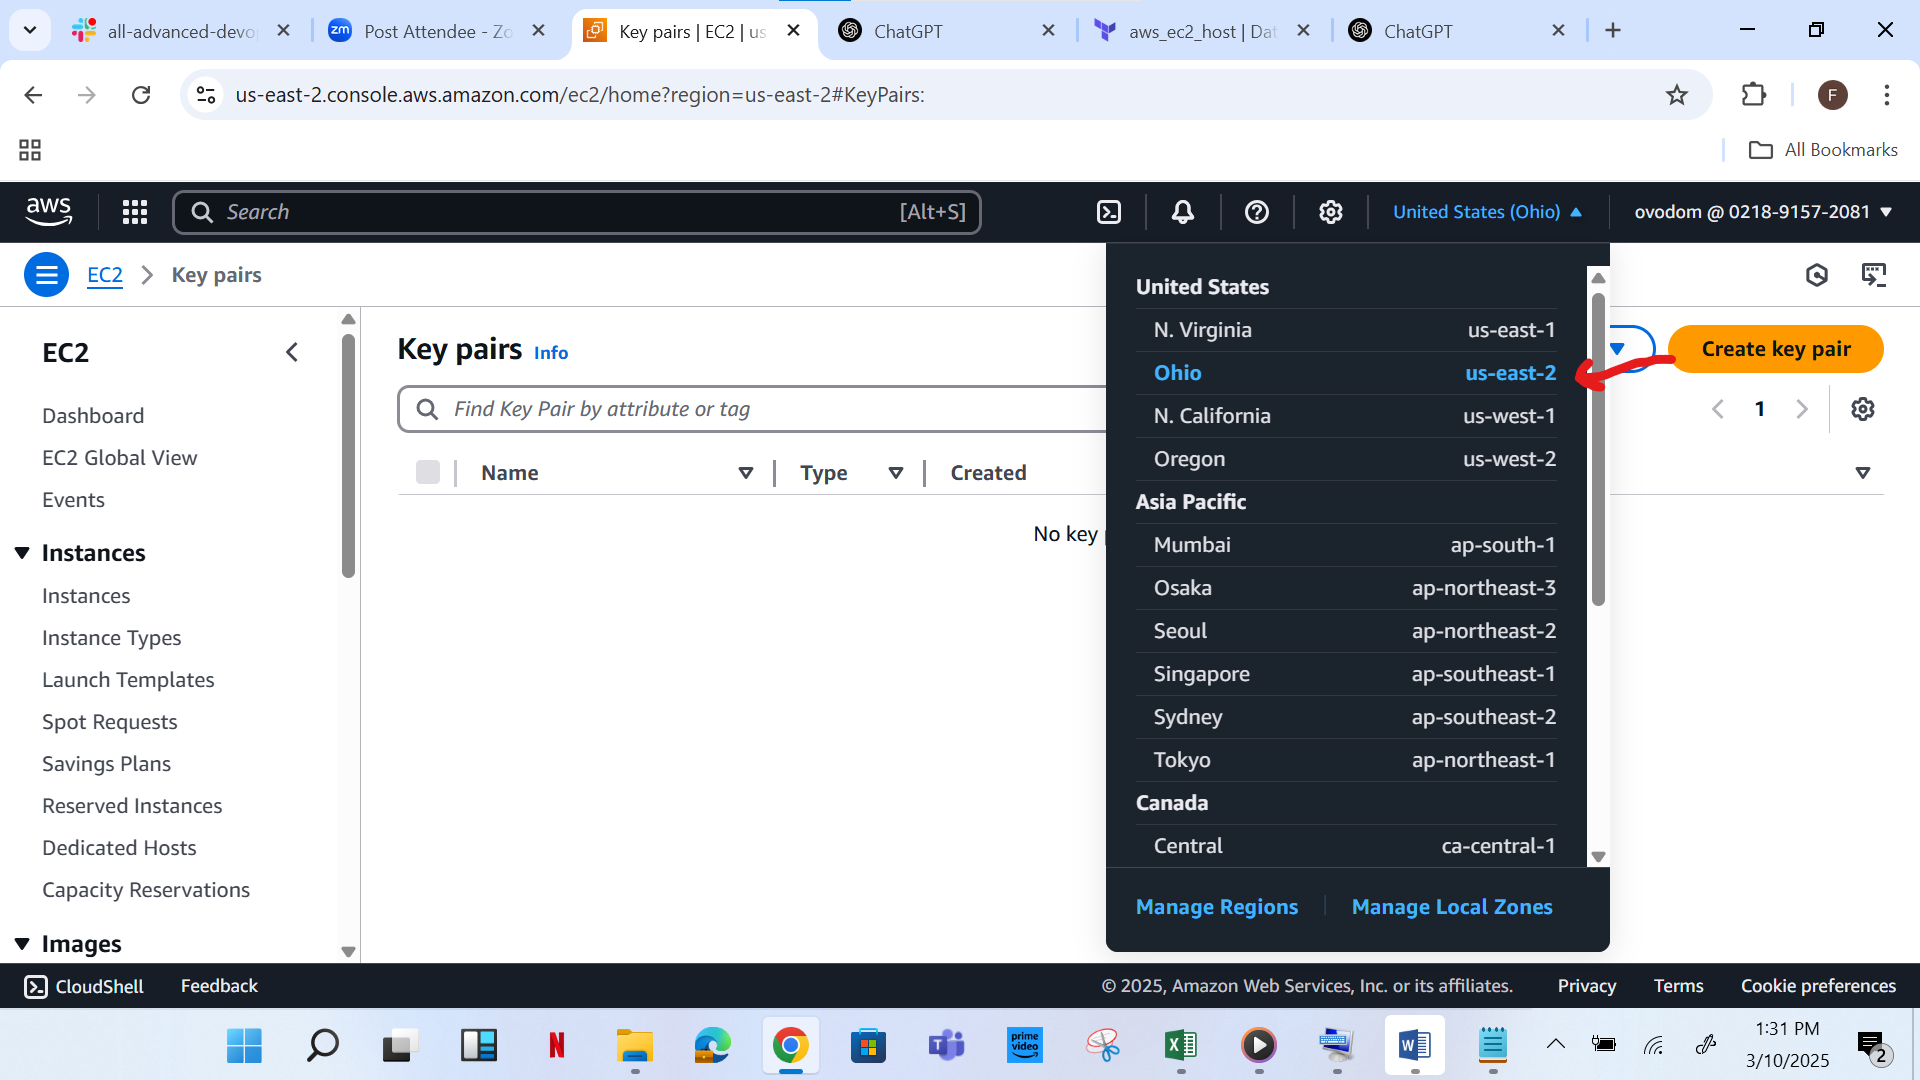 all-advanced-devo
Post Attendee - Zo
Key pairs | EC2 | us
ChatGPT
aws_ec2_host | Dat
ChatGPT
us-east-2.console.aws.amazon.com/ec2/home?region=us-east-2#KeyPairs:
F
All Bookmarks
aws
Search
[Alt+S]
United States (Ohio)
ovodom @ 0218-9157-2081
EC2
Key pairs
EC2
Dashboard
EC2 Global View
Events
Instances
Instances
Instance Types
Launch Templates
Spot Requests
Savings Plans
Reserved Instances
Dedicated Hosts
Capacity Reservations
Images
Key pairs Info
Create key pair
Find Key Pair by attribute or tag
1
Name
Type
Created
No key
United States
N. Virginia us-east-1
Ohio us-east-2
N. California us-west-1
Oregon us-west-2
Asia Pacific
Mumbai ap-south-1
Osaka ap-northeast-3
Seoul ap-northeast-2
Singapore ap-southeast-1
Sydney ap-southeast-2
Tokyo ap-northeast-1
Canada
Central ca-central-1
Manage Regions
Manage Local Zones
CloudShell
Feedback
© 2025, Amazon Web Services, Inc. or its affiliates.
Privacy
Terms
Cookie preferences
prime video
1:31 PM
3/10/2025
2